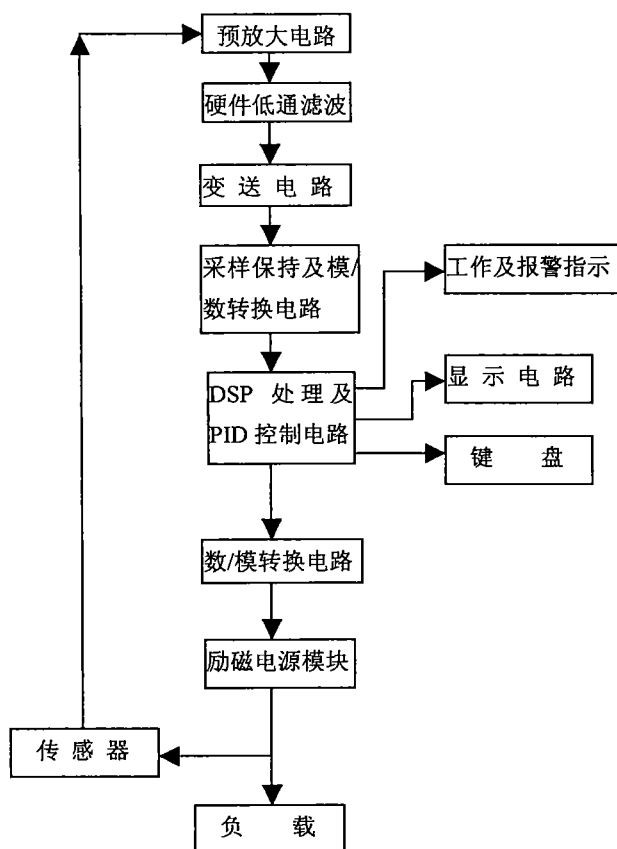 预放大电路
硬件低通滤波
变送电路
采样保持及模/
数转换电路
工作及报警指示
DSP 处理及
PID 控制电路
显示电路
键盘
数/模转换电路
励磁电源模块
传感器
负载